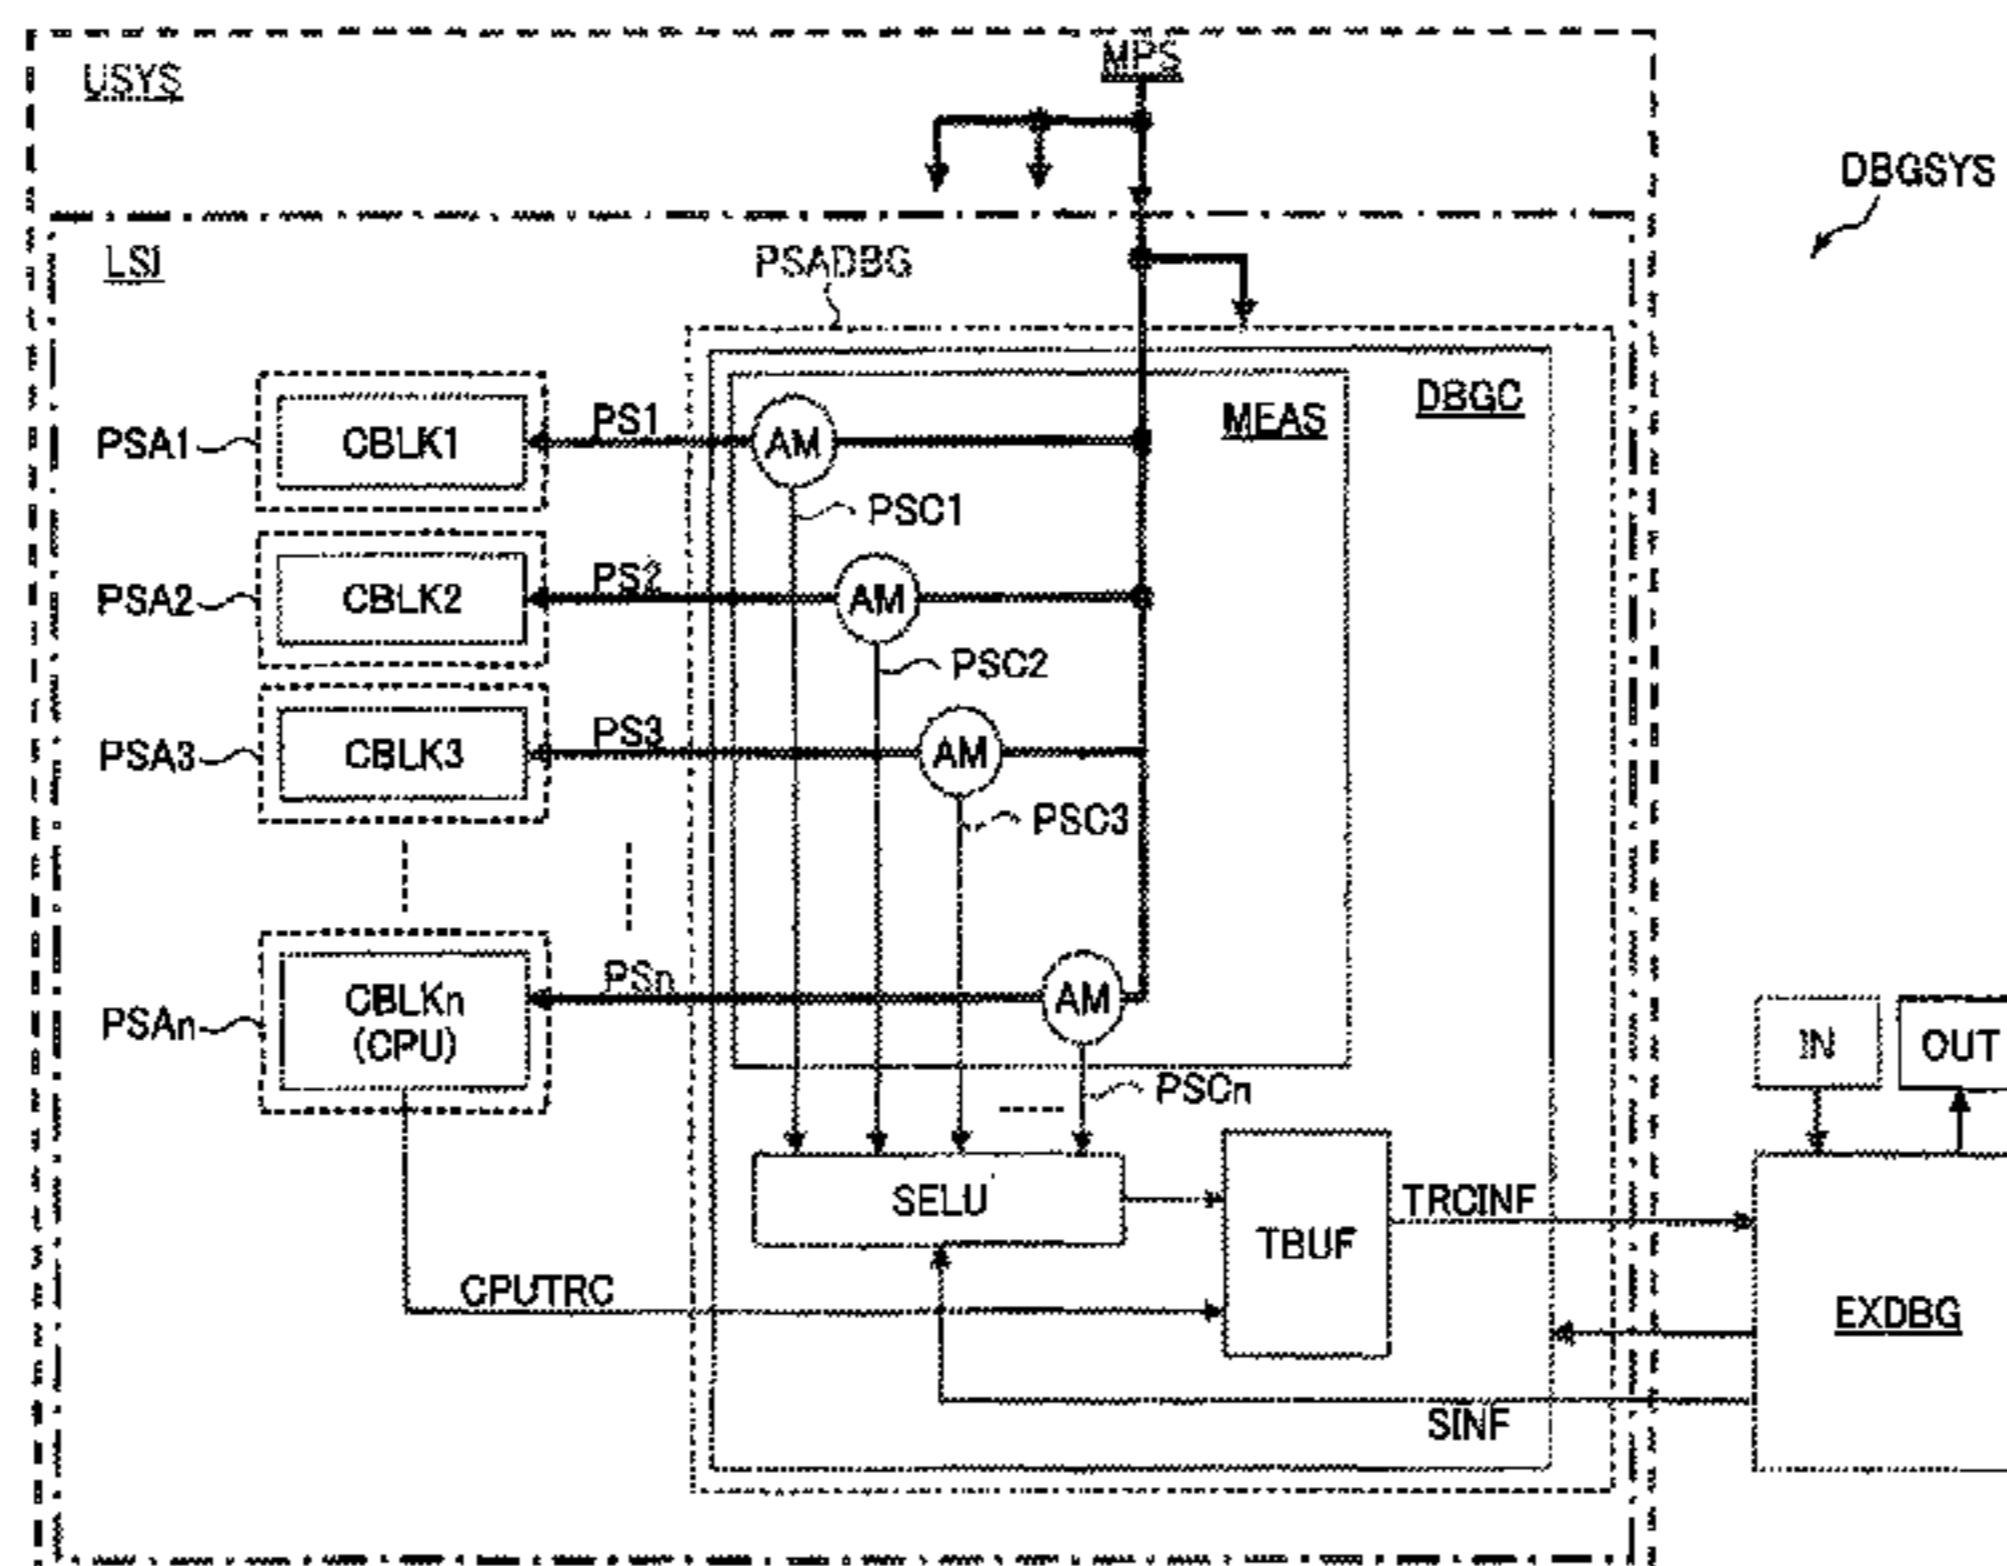 USYS
MPS
DBGSYS
LSI
PSADBG
DBGC
MEAS
PSA1
CBLK1
PS1
AM
PSC1
PSA2
CBLK2
PS2
AM
PSC2
PSA3
CBLK3
PS3
AM
PSC3
PSAn
CBLKn
(CPU)
PSn
AM
PSCn
IN
OUT
SELU
TBUF
TRCINF
CPUTRC
EXDBG
SINF